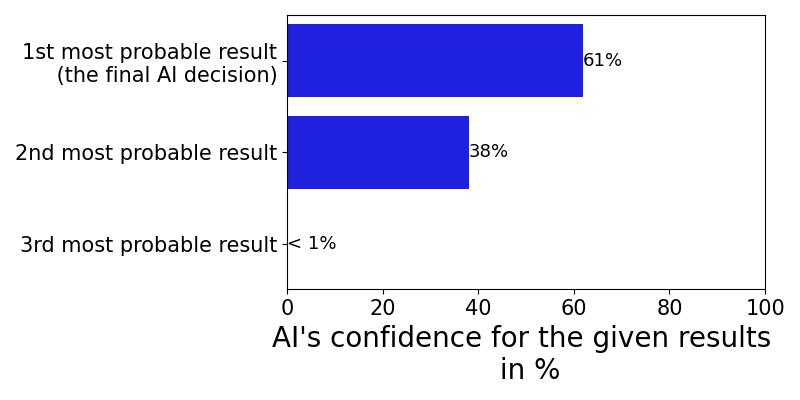 1st most probable result
(the final AI decision)
61%
2nd most probable result
38%
3rd most probable result
< 1%
0 20 40 60 80 100
AI's confidence for the given results
in %